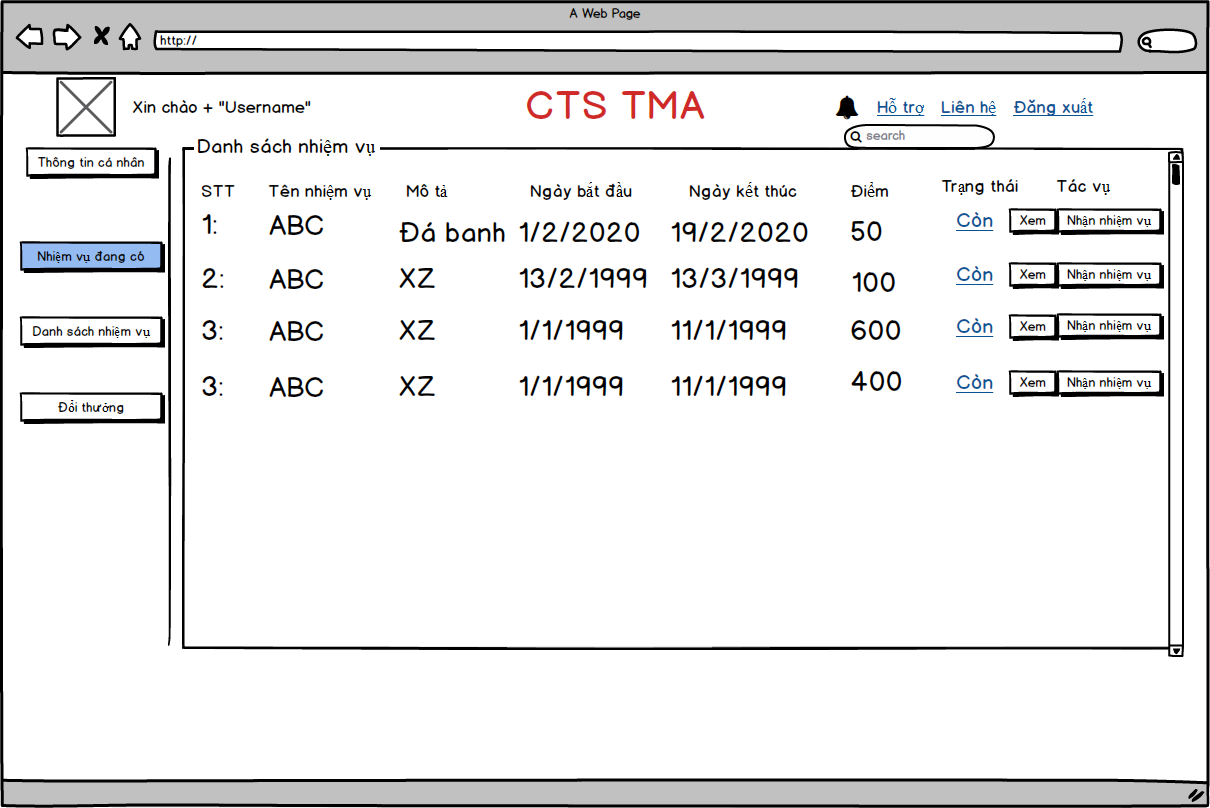 A Web Page
http://
Xin chào + "Username"
CTS TMA
Hỗ trợ Liên hệ Đăng xuất
search
Thông tin cá nhân
Nhiệm vụ đang có
Danh sách nhiệm vụ
Đổi thưởng
Danh sách nhiệm vụ
STT Tên nhiệm vụ Mô tả Ngày bắt đầu Ngày kết thúc Điểm Trạng thái Tác vụ
1: ABC Đá banh 1/2/2020 19/2/2020 50 Còn Xem Nhận nhiệm vụ
2: ABC XZ 13/2/1999 13/3/1999 100 Còn Xem Nhận nhiệm vụ
3: ABC XZ 1/1/1999 11/1/1999 600 Còn Xem Nhận nhiệm vụ
3: ABC XZ 1/1/1999 11/1/1999 400 Còn Xem Nhận nhiệm vụ